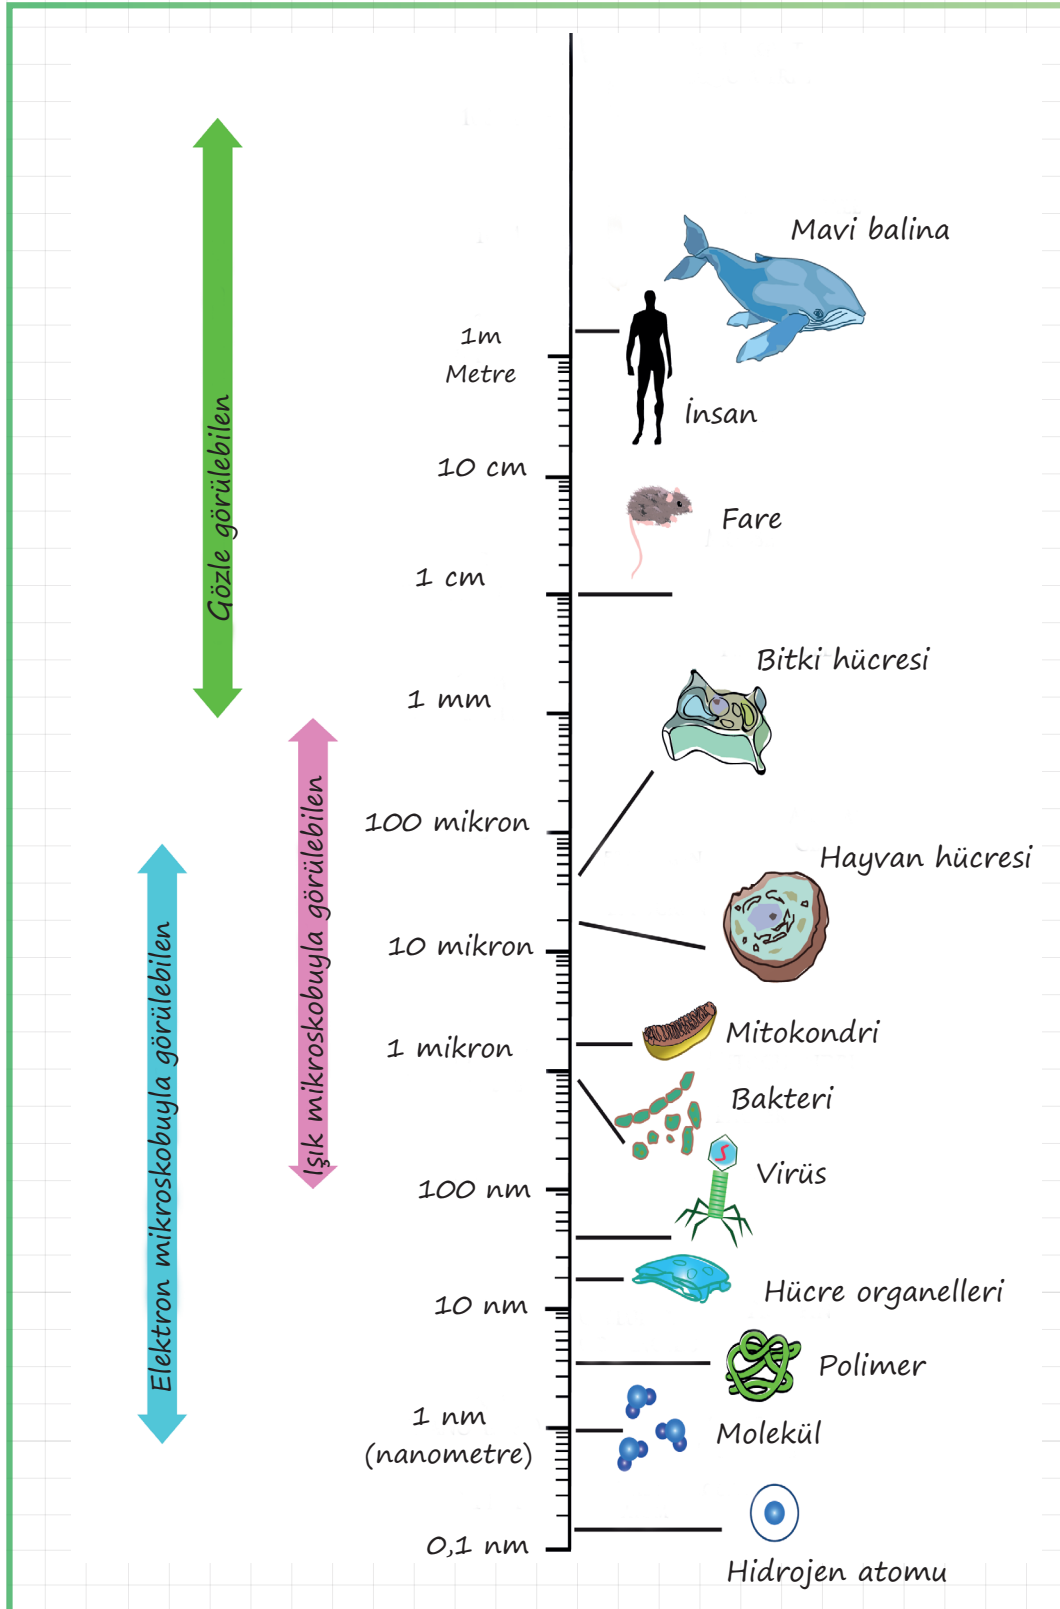 Mavi balina
1m
Metre
İnsan
10 cm
Fare
1 cm
Gözle görülebilen
Bitki hücresi
1 mm
100 mikron
Işık mikroskobuyla görülebilen
Hayvan hücresi
10 mikron
Elektron mikroskobuyla görülebilen
Mitokondri
1 mikron
Bakteri
Virüs
100 nm
Hücre organelleri
10 nm
Polimer
1 nm
(nanometre)
Molekül
0,1 nm
Hidrojen atomu